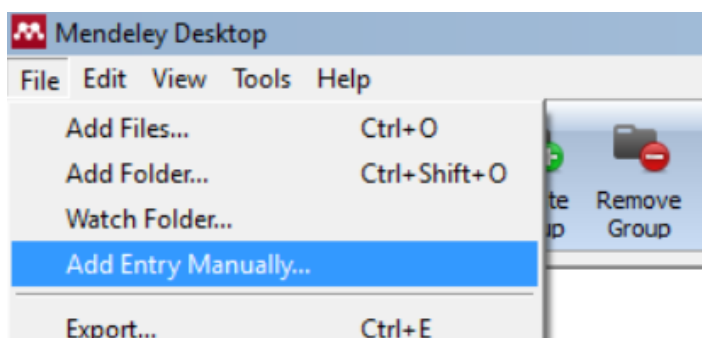 Mendeley Desktop
File Edit View Tools Help
Add Files... Ctrl+O
Add Folder... Ctrl+Shift+O
Watch Folder...
Add Entry Manually...
Export... Ctrl+E
Remove
Group